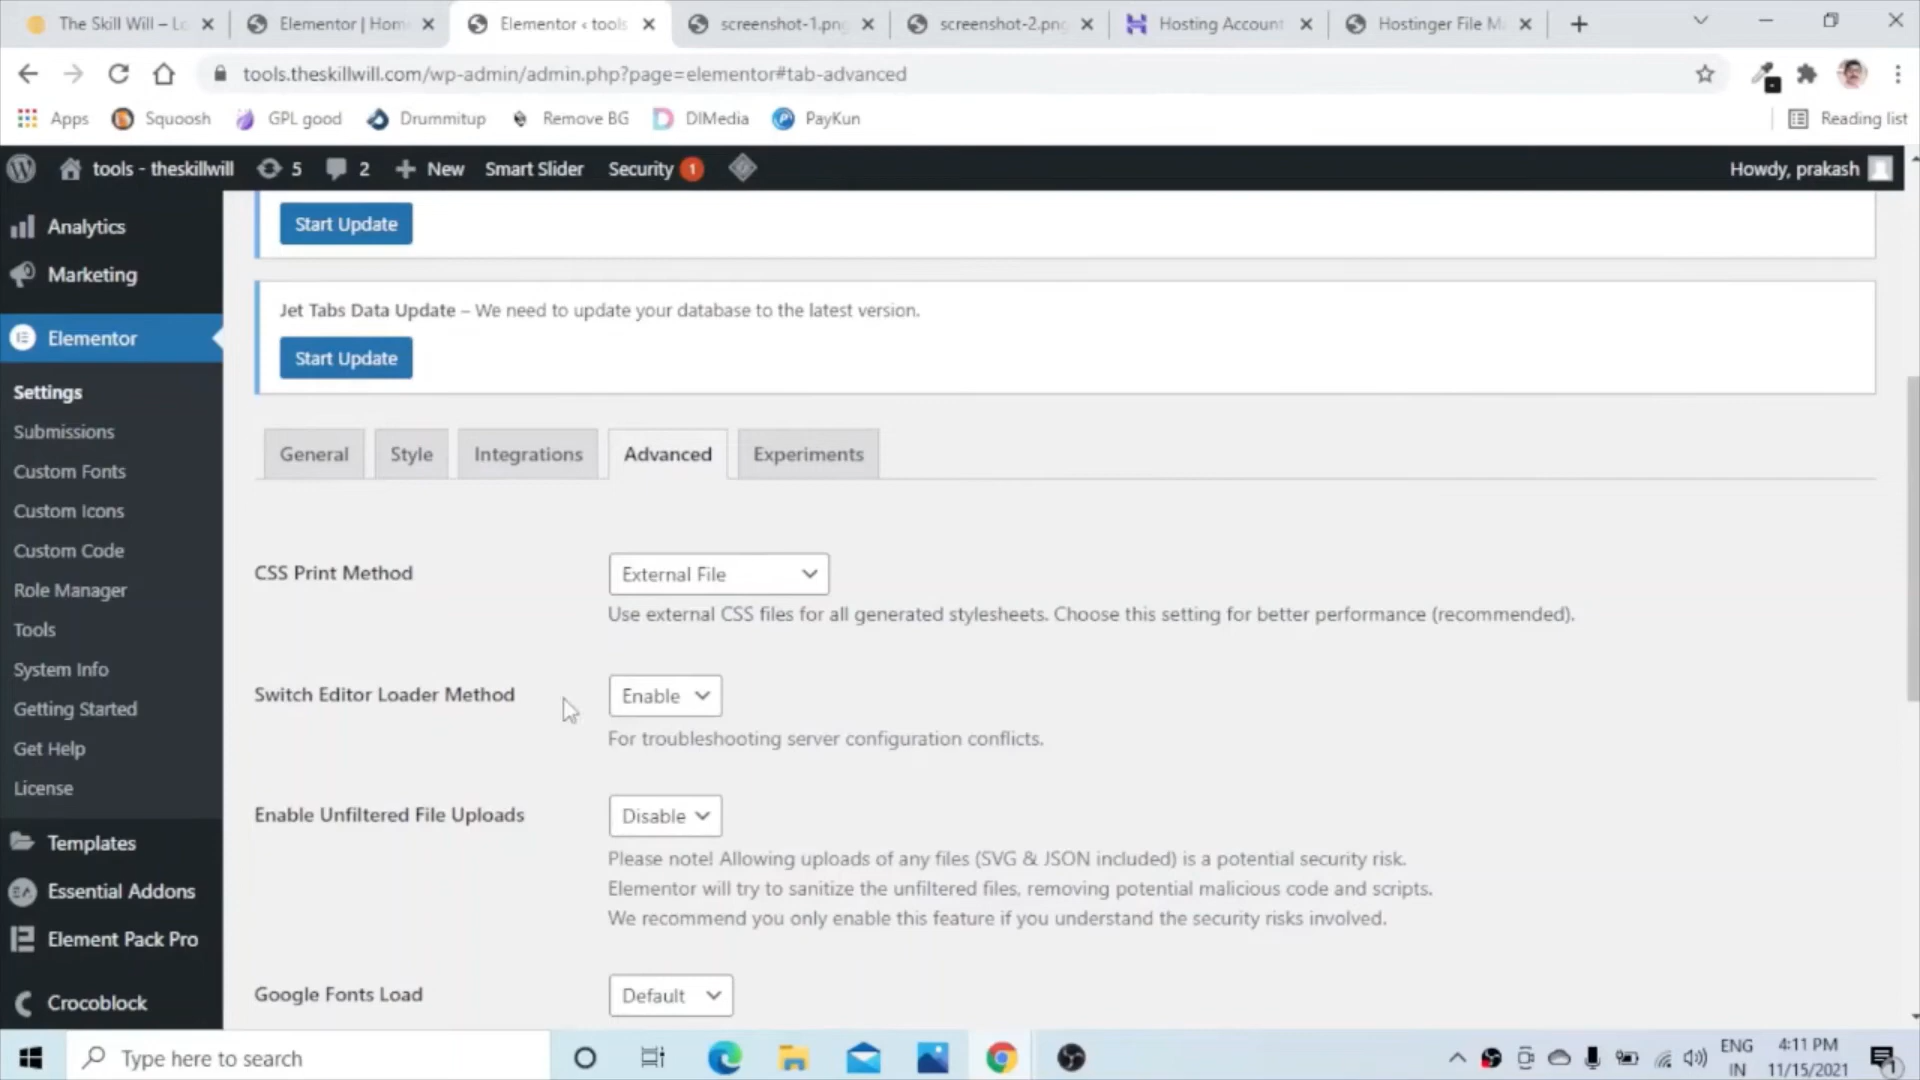 The Skill Will – Lo
Elementor | Home
Elementor ‹ tools
screenshot-1.png
screenshot-2.png
Hosting Account
Hostinger File M
tools.theskillwill.com/wp-admin/admin.php?page=elementor#tab-advanced
Apps
Squoosh
GPL good
Drummitup
Remove BG
DIMedia
PayKun
Reading list
tools - theskillwill
5
2
New
Smart Slider
Security 1
Howdy, prakash
Analytics
Marketing
Elementor
Settings
Submissions
Custom Fonts
Custom Icons
Custom Code
Role Manager
Tools
System Info
Getting Started
Get Help
License
Templates
Essential Addons
Element Pack Pro
Crocoblock
Start Update
Jet Tabs Data Update – We need to update your database to the latest version.
Start Update
General
Style
Integrations
Advanced
Experiments
CSS Print Method
External File
Use external CSS files for all generated stylesheets. Choose this setting for better performance (recommended).
Switch Editor Loader Method
Enable
For troubleshooting server configuration conflicts.
Enable Unfiltered File Uploads
Disable
Please note! Allowing uploads of any files (SVG & JSON included) is a potential security risk.
Elementor will try to sanitize the unfiltered files, removing potential malicious code and scripts.
We recommend you only enable this feature if you understand the security risks involved.
Google Fonts Load
Default
Type here to search
ENG
IN
4:11 PM
11/15/2021
1